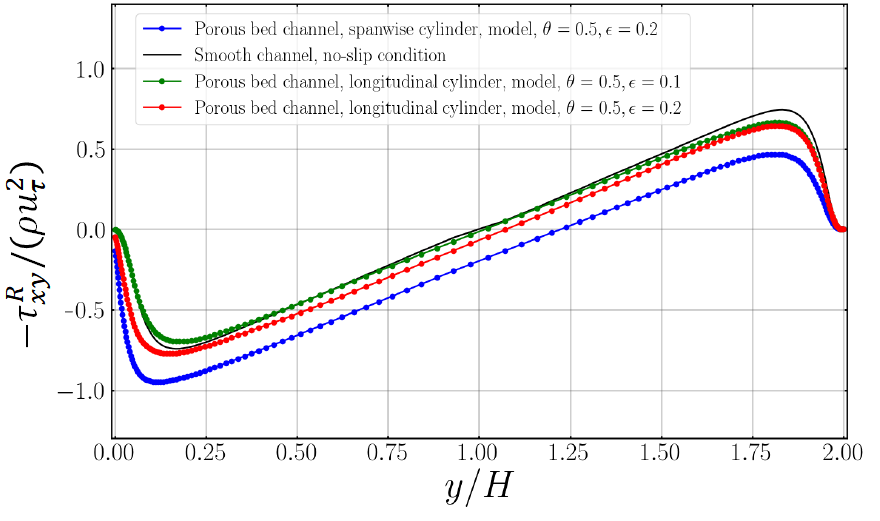 Porous bed channel, spanwise cylinder, model, θ = 0.5, ϵ = 0.2
Smooth channel, no-slip condition
Porous bed channel, longitudinal cylinder, model, θ = 0.5, ϵ = 0.1
Porous bed channel, longitudinal cylinder, model, θ = 0.5, ϵ = 0.2
1.0
0.5
0.0
-0.5
−1.0
−τ_{xy}^{R}/(ρu_{τ}^{2})
0.00 0.25 0.50 0.75 1.00 1.25 1.50 1.75 2.00
y/H